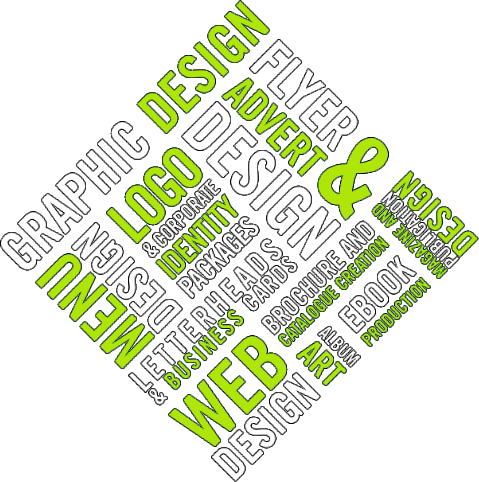 GRAPHIC DESIGN
FLYER
ADVERT
DESIGN
&
LOGO
& CORPORATE
IDENTITIY
PACKAGES
MENU
DESIGN
LETTERHEADS
& BUSINESS
CARDS
BROCHURE AND
CATALOGUE CREATION
MAGAZINE AND
PUBLICATION
DESIGN
EBOOK
PRODUCTION
ALBUM
ART
WEB
DESIGN